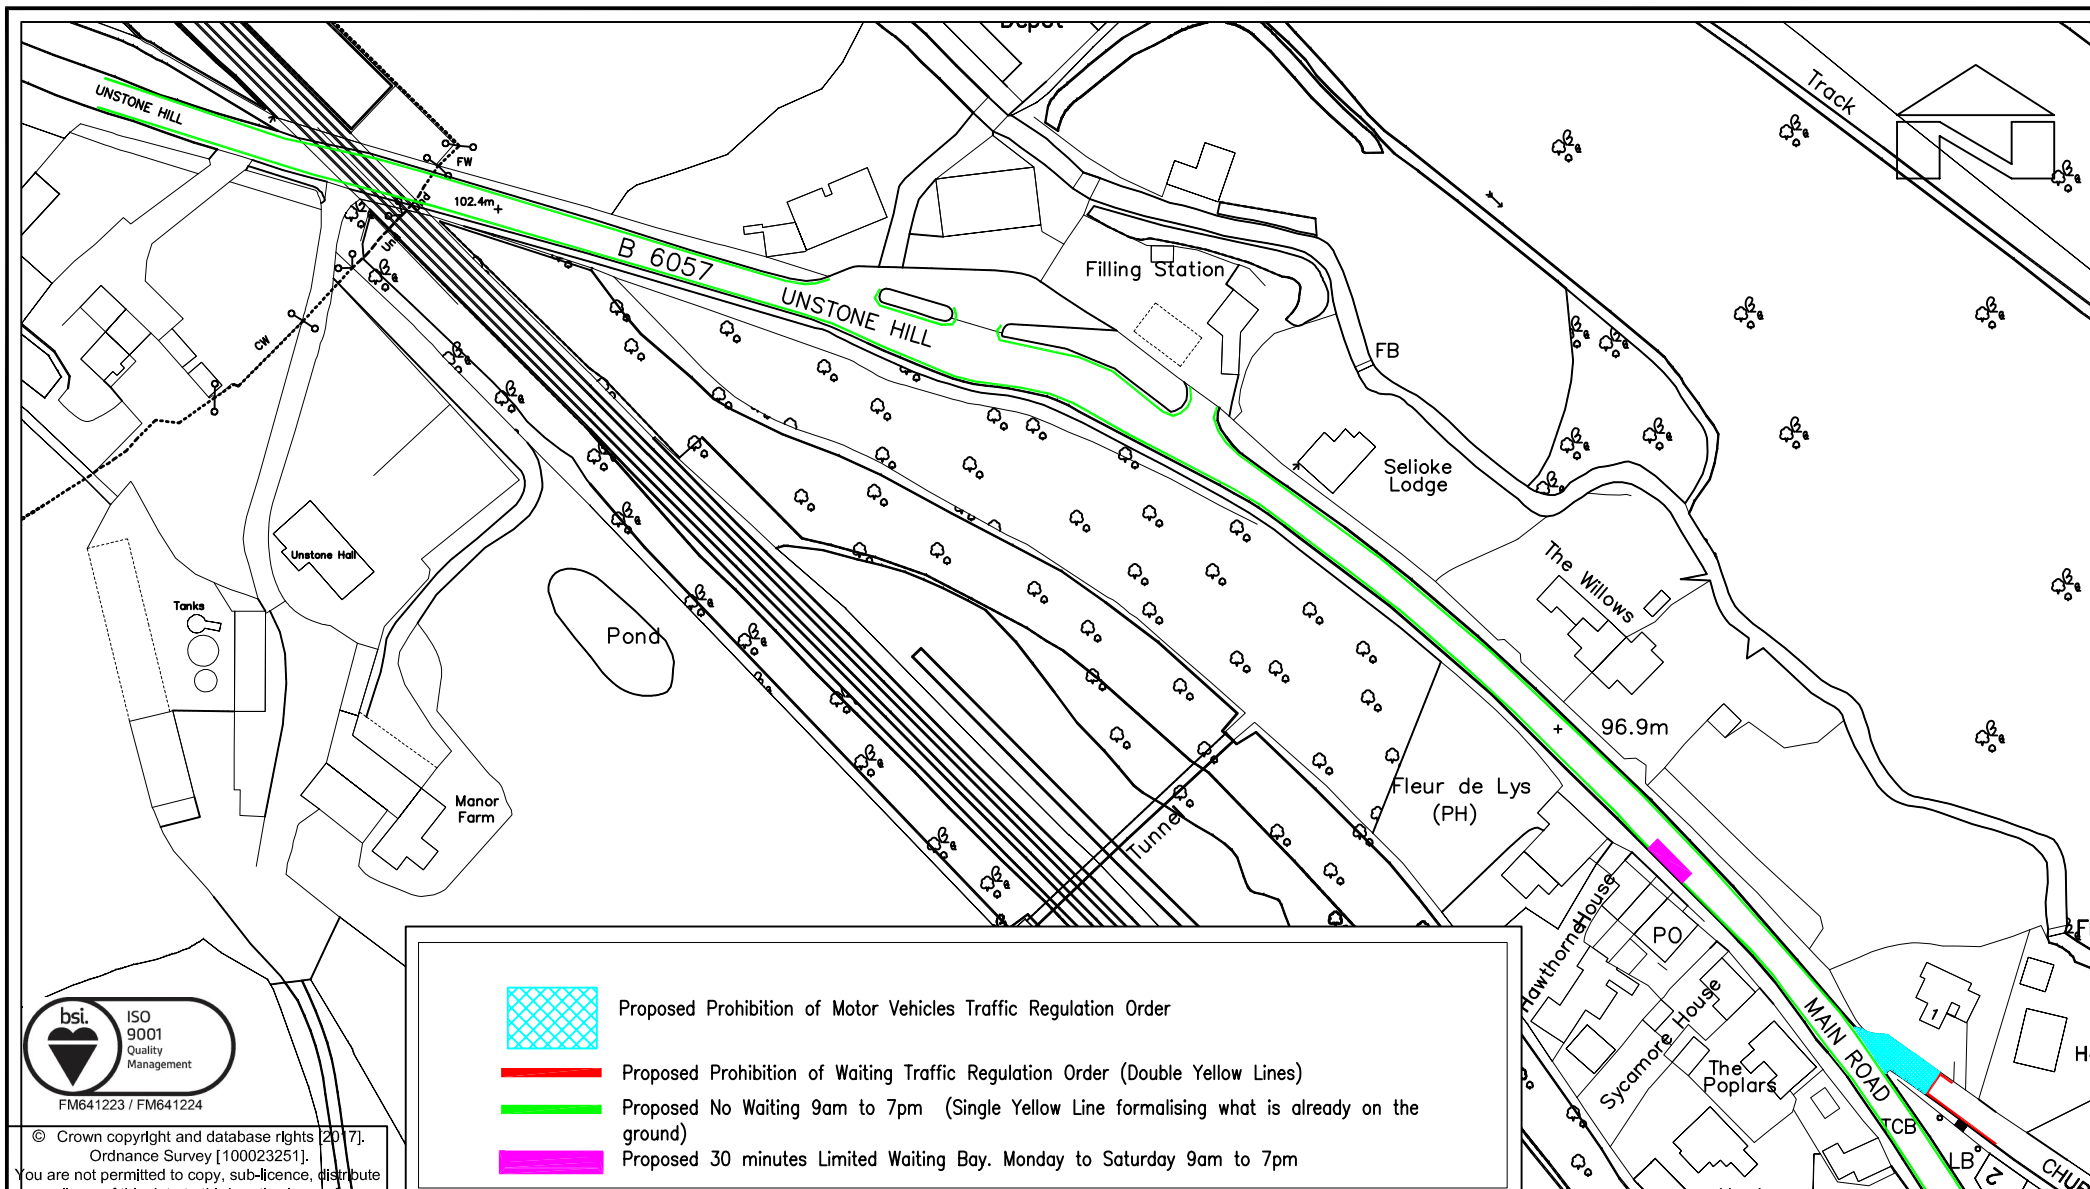 Depot
Track
UNSTONE HILL
FW
102.4m
B 6057
UNSTONE HILL
Filling Station
FB
CW
Selioke
Lodge
The Willows
Unstone Hall
Tanks
Pond
96.9m
Manor
Farm
Tunnel
Fleur de Lys
(PH)
Hawthorne House
PO
Sycamore House
The
Poplars
MAIN ROAD
1
TCB
LB
2
bsi.
ISO
9001
Quality
Management
FM641223 / FM641224
© Crown copyright and database rights [2017].
Ordnance Survey [100023251].
You are not permitted to copy, sub-licence, distribute
Proposed Prohibition of Motor Vehicles Traffic Regulation Order
Proposed Prohibition of Waiting Traffic Regulation Order (Double Yellow Lines)
Proposed No Waiting 9am to 7pm (Single Yellow Line formalising what is already on the
ground)
Proposed 30 minutes Limited Waiting Bay. Monday to Saturday 9am to 7pm